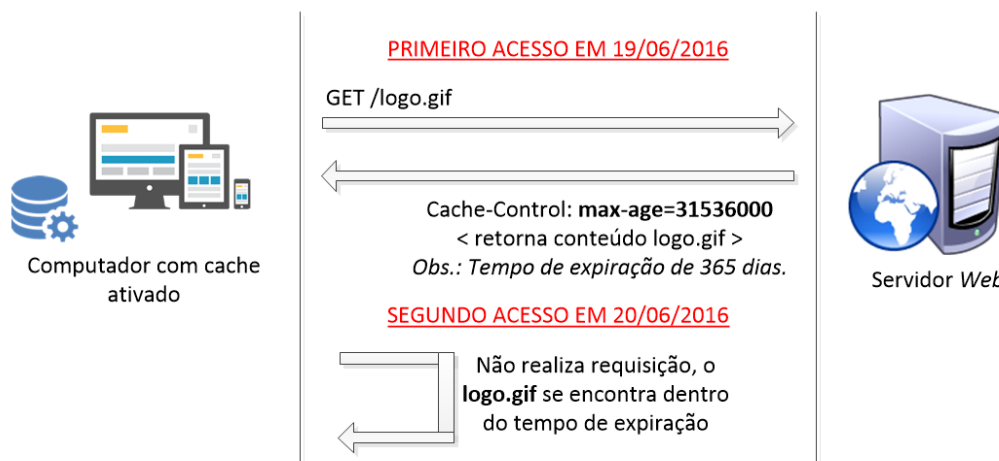 PRIMEIRO ACESSO EM 19/06/2016
GET /logo.gif
Cache-Control: max-age=31536000
< retorna conteúdo logo.gif >
Obs.: Tempo de expiração de 365 dias.
Computador com cache
ativado
Servidor Web
SEGUNDO ACESSO EM 20/06/2016
Não realiza requisição, o
logo.gif se encontra dentro
do tempo de expiração